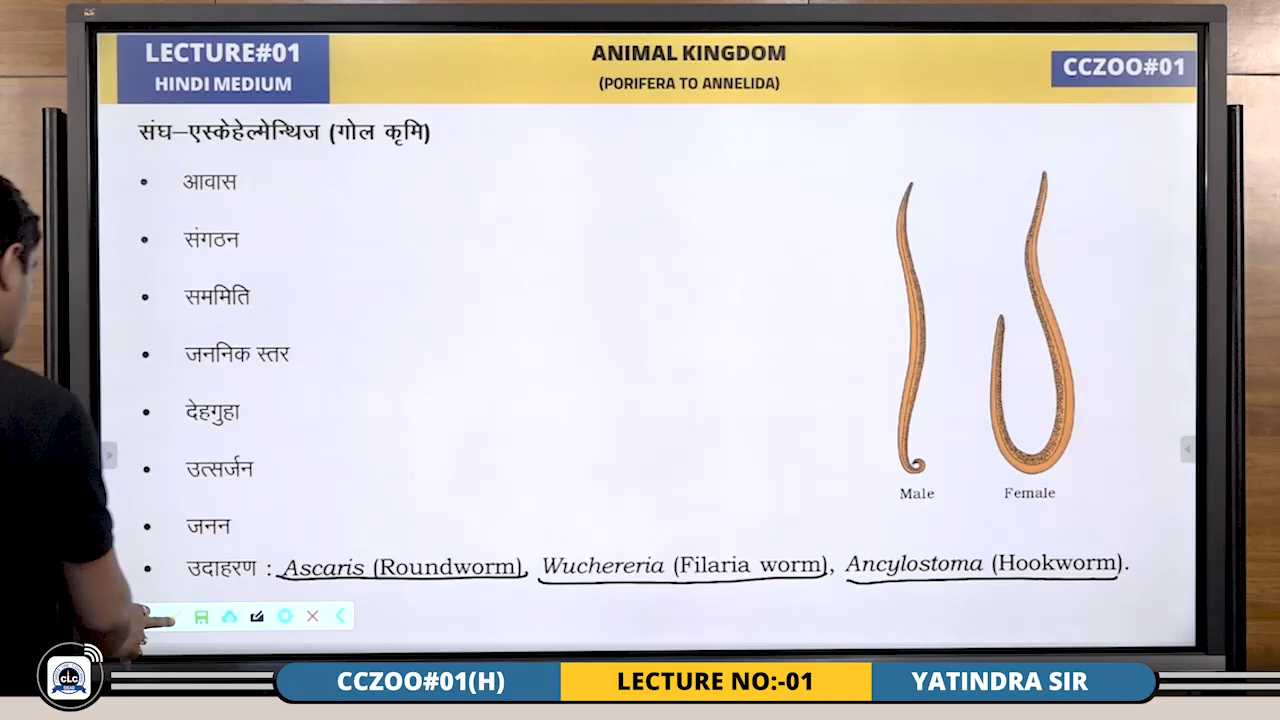 LECTURE#01
HINDI MEDIUM
ANIMAL KINGDOM
(PORIFERA TO ANNELIDA)
CCZOO#01
संघ–एस्केहेल्मेन्थिज (गोल कृमि)
• आवास
• संगठन
• सममिति
• जननिक स्तर
• देहगुहा
• उत्सर्जन
• जनन
• उदाहरण : Ascaris (Roundworm), Wuchereria (Filaria worm), Ancylostoma (Hookworm).
Male
Female
CLC
SIKAR
CCZOO#01(H)
LECTURE NO:-01
YATINDRA SIR